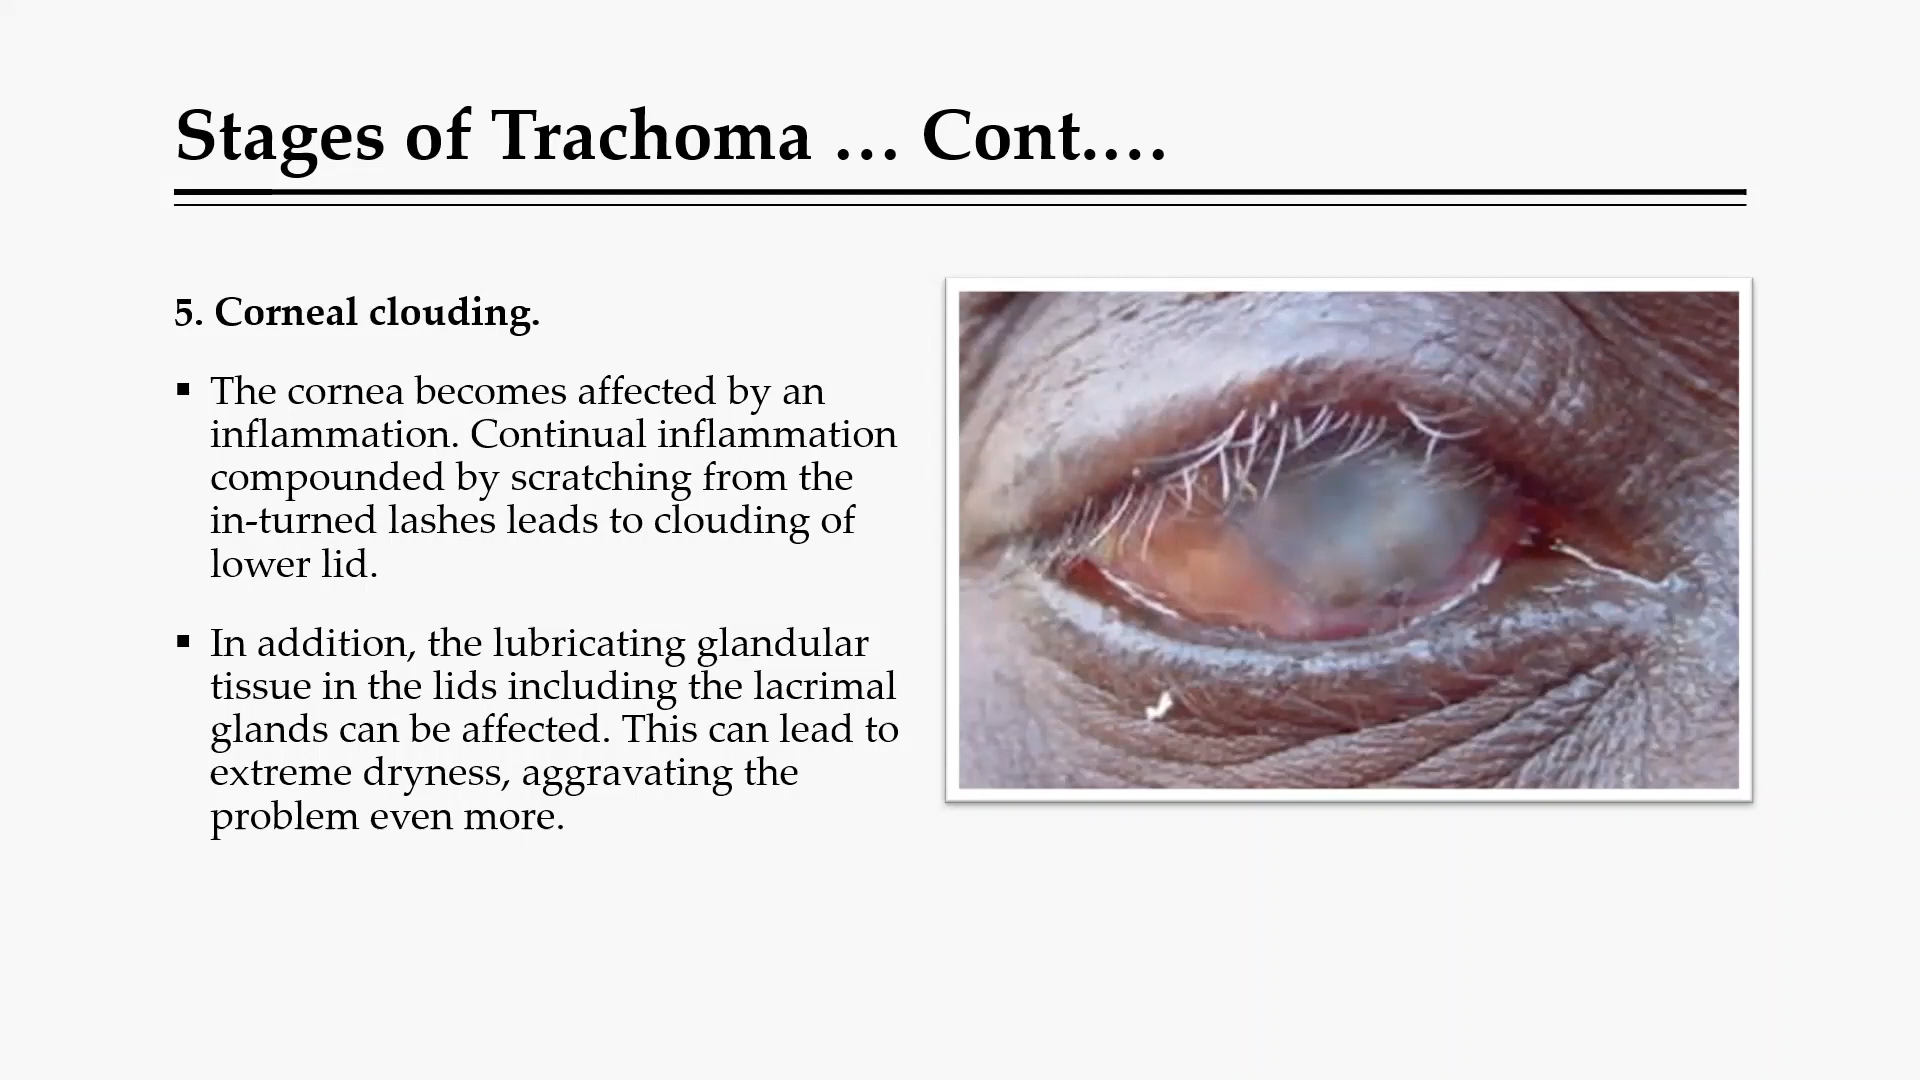 Stages of Trachoma … Cont.…
5. Corneal clouding.
▪ The cornea becomes affected by an
inflammation. Continual inflammation
compounded by scratching from the
in-turned lashes leads to clouding of
lower lid.
▪ In addition, the lubricating glandular
tissue in the lids including the lacrimal
glands can be affected. This can lead to
extreme dryness, aggravating the
problem even more.